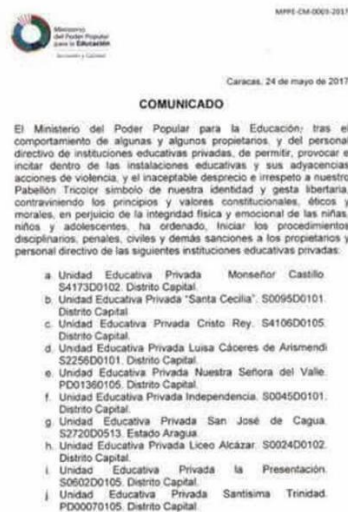 MPPE-CM-0003-2017
Ministerio
del Poder Popular
para la Educación
Caracas, 24 de mayo de 2017
COMUNICADO
El Ministerio del Poder Popular para la Educación; tras el
comportamiento de algunas y algunos propietarios, y del personal
directivo de instituciones educativas privadas, de permitir, provocar e
incitar dentro de las instalaciones educativas y sus adyacencias
acciones de violencia, y el inaceptable desprecio e irrespeto a nuestro
Pabellón Tricolor símbolo de nuestra identidad y gesta libertaria,
contraviniendo los principios y valores constitucionales, éticos y
morales, en perjuicio de la integridad física y emocional de las niñas,
niños y adolescentes, ha ordenado, Iniciar los procedimientos
disciplinarios, penales, civiles y demás sanciones a los propietarios y
personal directivo de las siguientes instituciones educativas privadas:
a. Unidad Educativa Privada Monseñor Castillo.
S4173D0102. Distrito Capital.
b. Unidad Educativa Privada "Santa Cecilia". S0095D0101.
Distrito Capital
c. Unidad Educativa Privada Cristo Rey. S4106D0105.
Distrito Capital.
d. Unidad Educativa Privada Luisa Cáceres de Arismendi
S2256D0101. Distrito Capital.
e. Unidad Educativa Privada Nuestra Señora del Valle.
PD01360105. Distrito Capital.
f. Unidad Educativa Privada Independencia. S0045D0101.
Distrito Capital.
g. Unidad Educativa Privada San José de Cagua.
S2720D0513. Estado Aragua.
h. Unidad Educativa Privada Liceo Alcázar. S0024D0102.
Distrito Capital.
i. Unidad Educativa Privada la Presentación.
S0602D0105. Distrito Capital.
j. Unidad Educativa Privada Santísima Trinidad.
PD00070105. Distrito Capital.